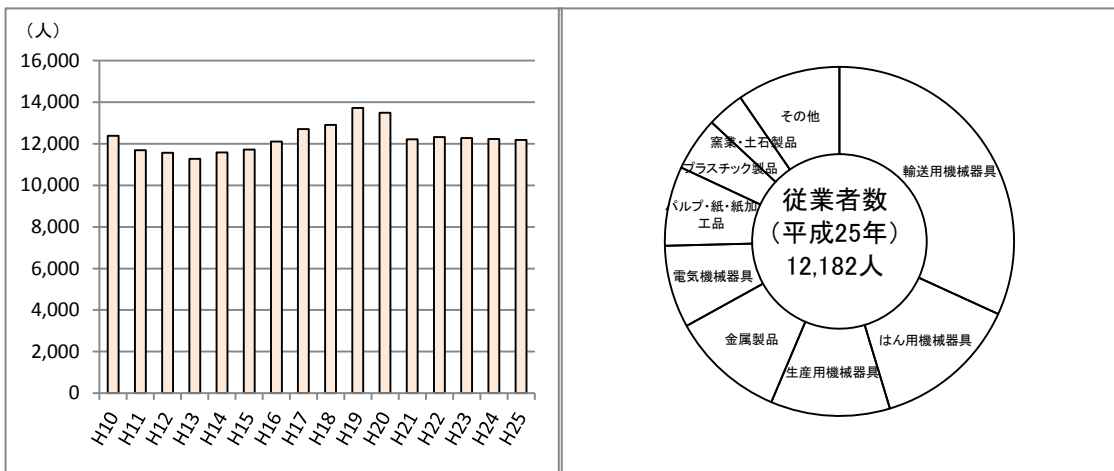 （人）
16,000
14,000
12,000
10,000
8,000
6,000
4,000
2,000
0
H10
H11
H12
H13
H14
H15
H16
H17
H18
H19
H20
H21
H22
H23
H24
H25
輸送用機械器具
はん用機械器具
生産用機械器具
金属製品
電気機械器具
パルプ・紙・紙加
工品
プラスチック製品
窯業・土石製品
その他
従業者数
（平成25年）
12,182人